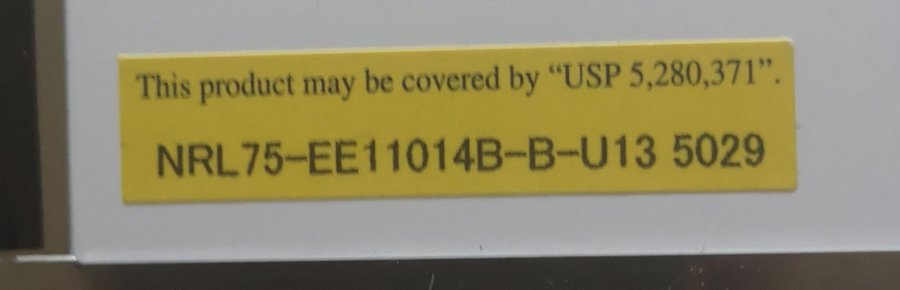 This product may be covered by “USP 5,280,371”.
NRL75-EE11014B-B-U13 5029